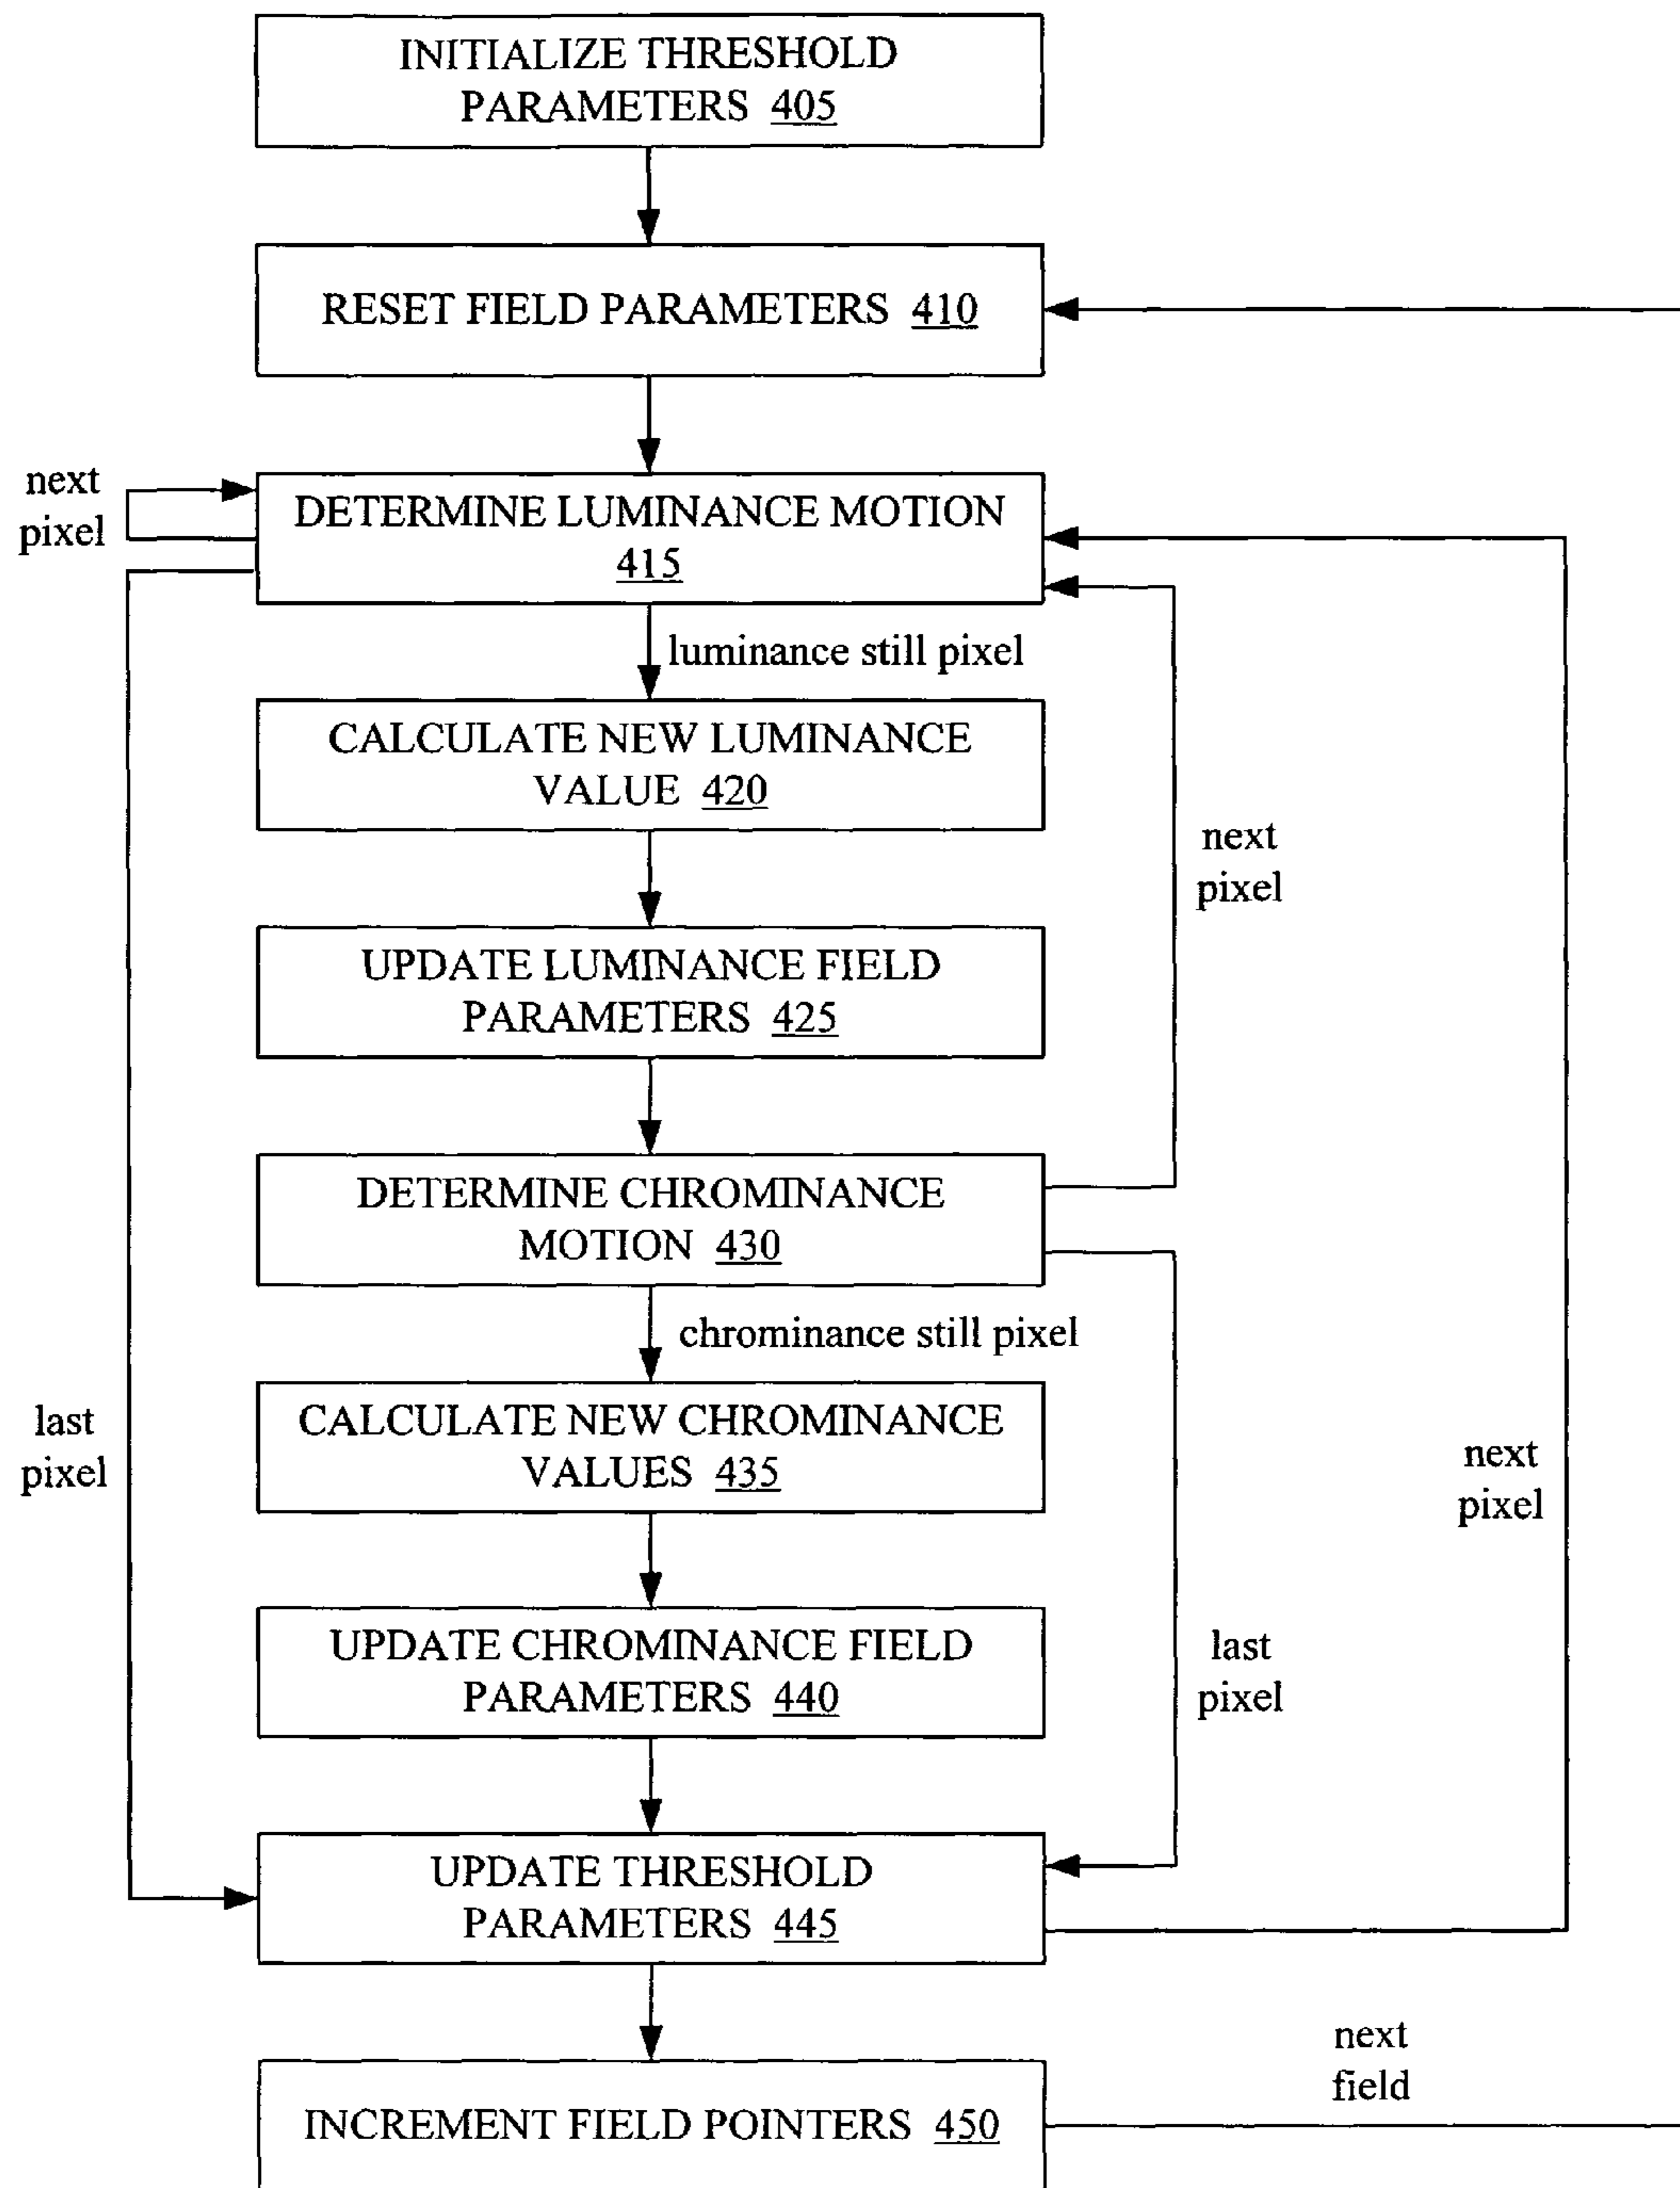 INITIALIZE THRESHOLD
PARAMETERS 405
RESET FIELD PARAMETERS 410
next
pixel
DETERMINE LUMINANCE MOTION
415
luminance still pixel
CALCULATE NEW LUMINANCE
VALUE 420
next
pixel
UPDATE LUMINANCE FIELD
PARAMETERS 425
DETERMINE CHROMINANCE
MOTION 430
chrominance still pixel
CALCULATE NEW CHROMINANCE
VALUES 435
last
pixel
next
pixel
UPDATE CHROMINANCE FIELD
PARAMETERS 440
last
pixel
UPDATE THRESHOLD
PARAMETERS 445
next
field
INCREMENT FIELD POINTERS 450